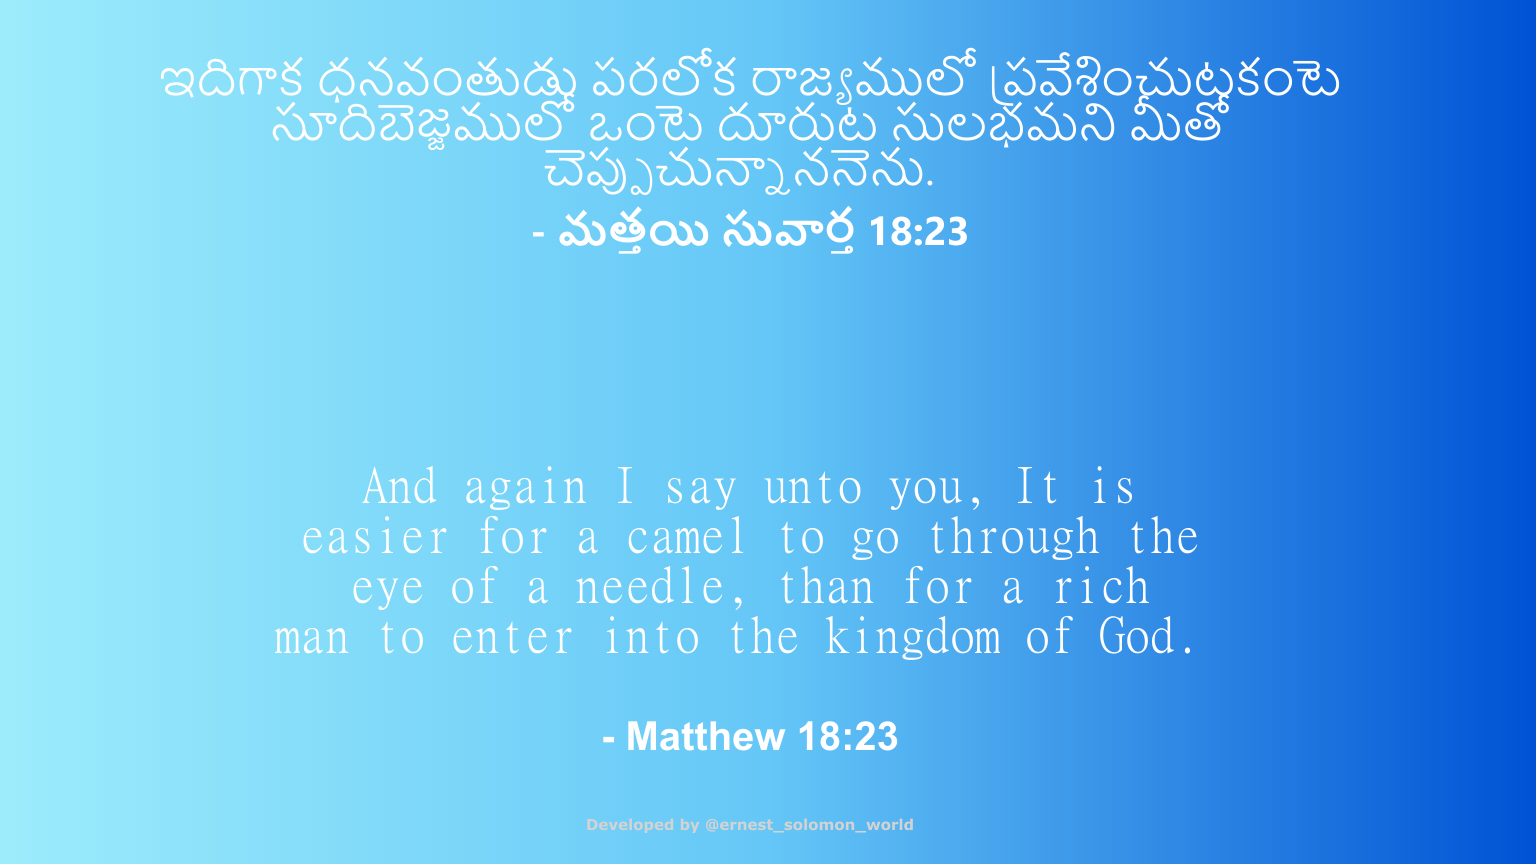 ఇదిగాక ధనవంతుడు పరలోక రాజ్యములో ప్రవేశించుటకంటె
సూదిబెజ్జములో ఒంటె దూరుట సులభమని మీతో
చెప్పుచున్నాననెను.
- మత్తయి సువార్త 18:23
And again I say unto you, It is
easier for a camel to go through the
eye of a needle, than for a rich
man to enter into the kingdom of God.
- Matthew 18:23
Developed by @ernest_solomon_world